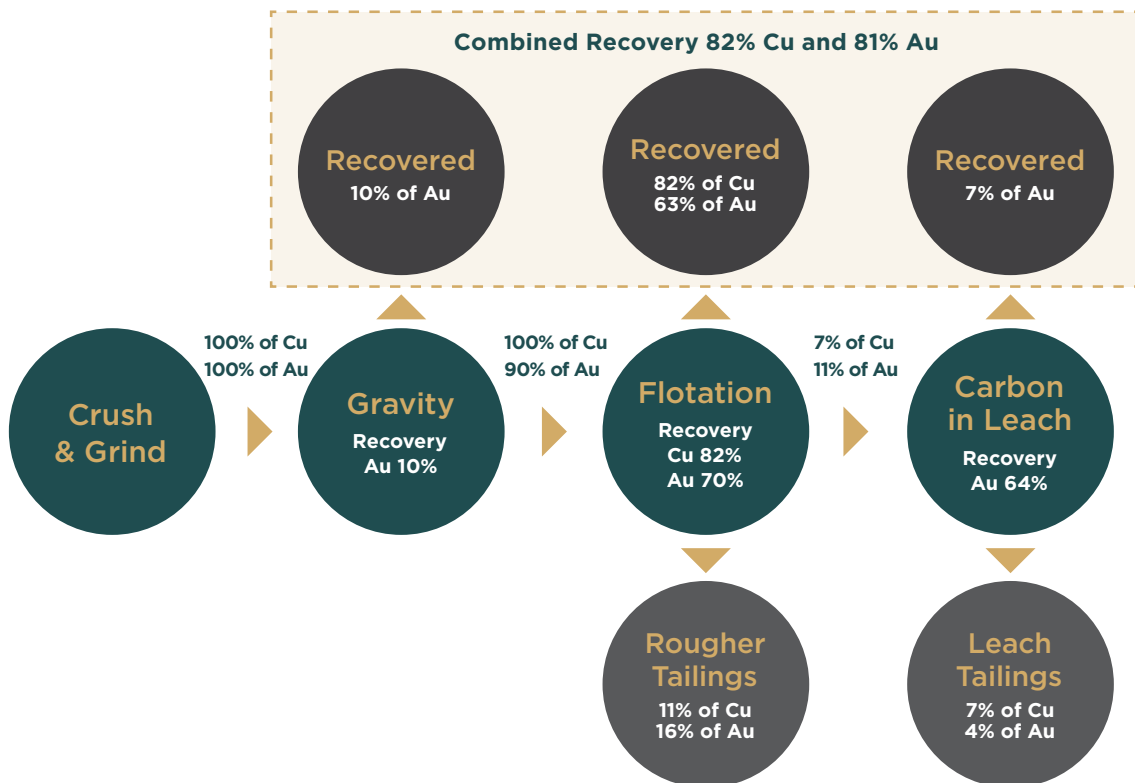 Combined Recovery 82% Cu and 81% Au
Recovered
10% of Au
Recovered
82% of Cu
63% of Au
Recovered
7% of Au
Crush
& Grind
100% of Cu
100% of Au
Gravity
Recovery
Au 10%
100% of Cu
90% of Au
Flotation
Recovery
Cu 82%
Au 70%
7% of Cu
11% of Au
Carbon
in Leach
Recovery
Au 64%
Rougher
Tailings
11% of Cu
16% of Au
Leach
Tailings
7% of Cu
4% of Au